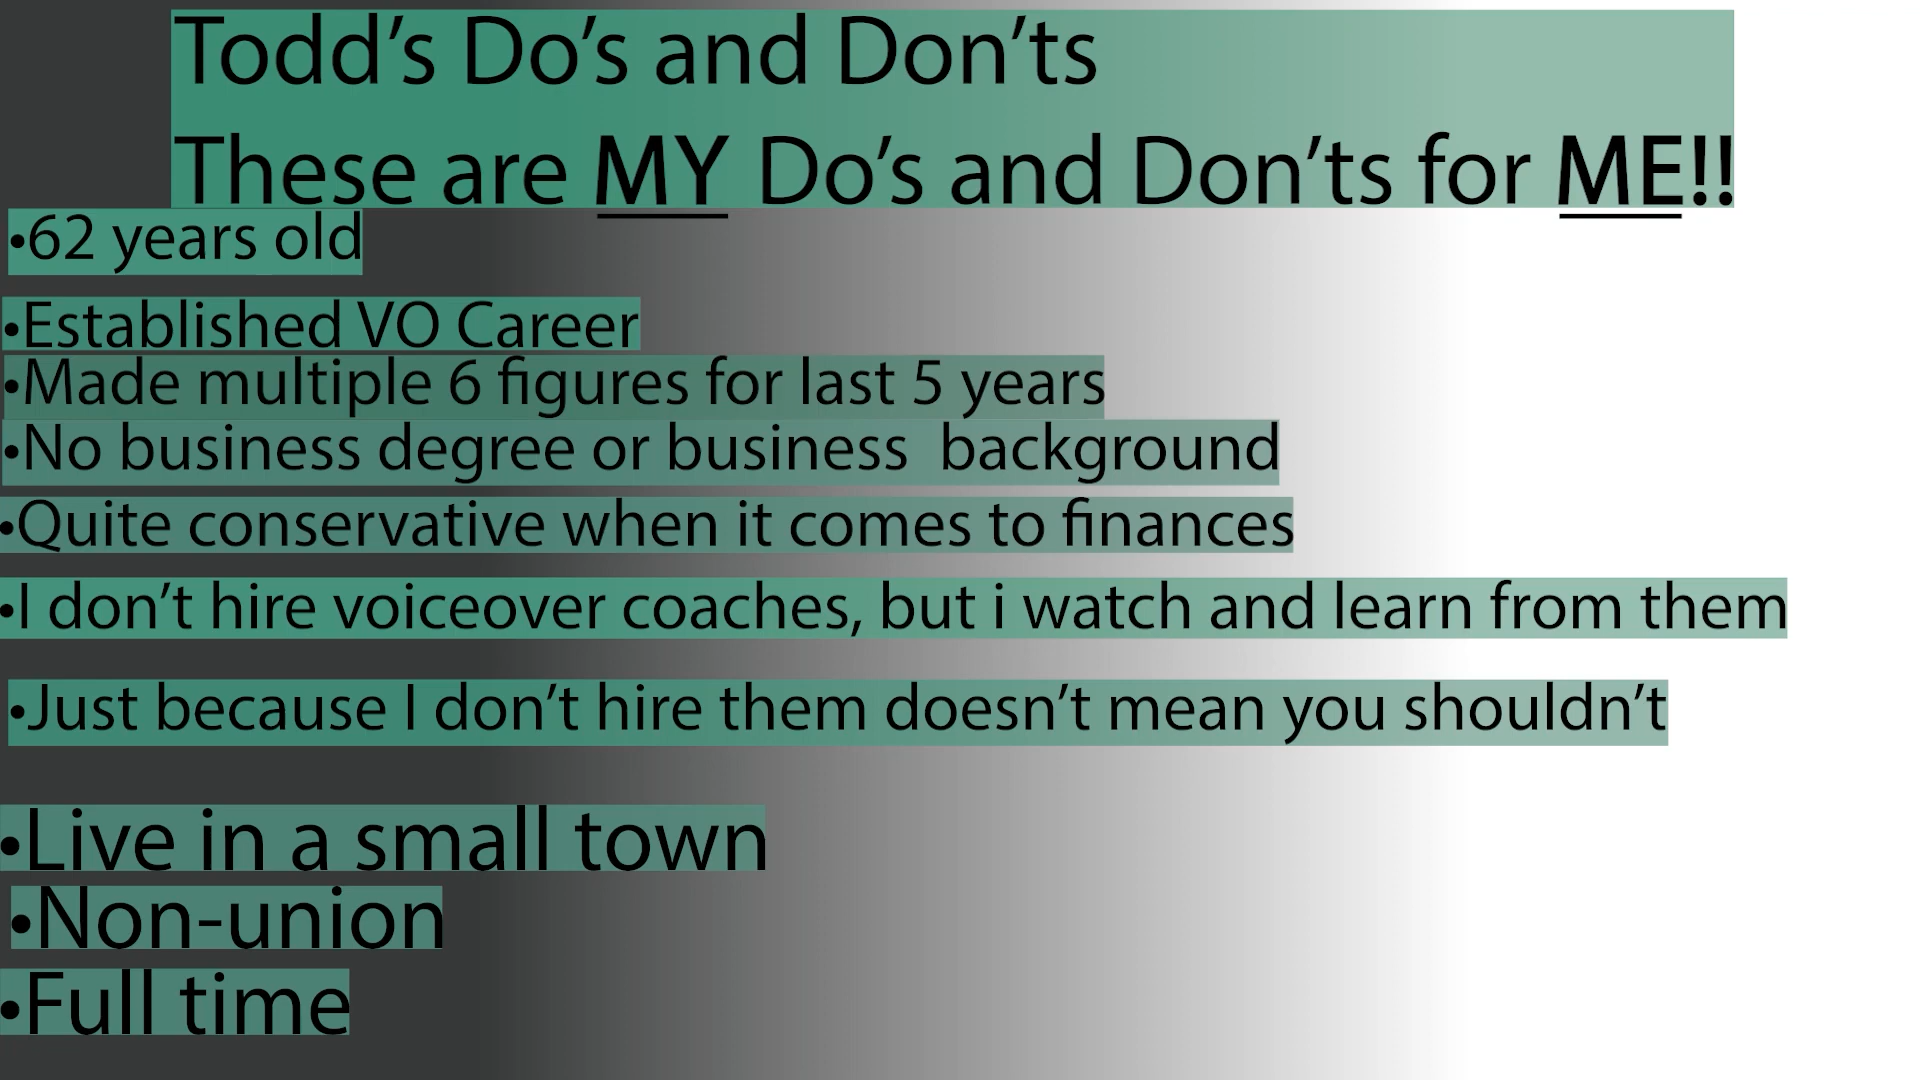 Todd’s Do’s and Don’ts
These are MY Do’s and Don’ts for ME!!
•62 years old
•Established VO Career
•Made multiple 6 figures for last 5 years
•No business degree or business  background
•Quite conservative when it comes to finances
•I don’t hire voiceover coaches, but i watch and learn from them
•Just because I don’t hire them doesn’t mean you shouldn’t
•Live in a small town
•Non-union
•Full time